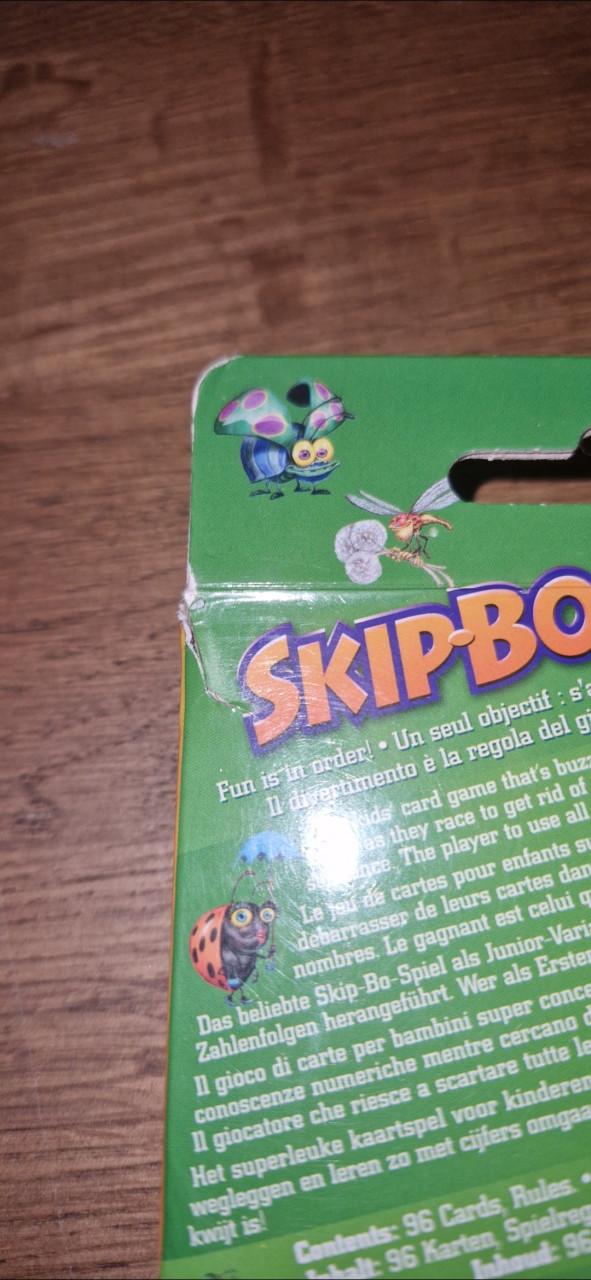 SKIP-BO
Fun is in order! • Un seul objectif : s'a
Il divertimento è la regola del gi
kids' card game that's buzz
as they race to get rid of
The player to use all
Le jeu de cartes pour enfants su
débarrasser de leurs cartes dan
nombres. Le gagnant est celui q
Das beliebte Skip-Bo-Spiel als Junior-Vari
Zahlenfolgen herangeführt. Wer als Ersten
Il gioco di carte per bambini super conce
conoscenze numeriche mentre cercano d
Il giocatore che riesce a scartare tutte le
Het superleuke kaartspel voor kinderen
wegleggen en leren zo met cijfers omgaa
kwijt is!
Contents: 96 Cards, Rules. •
Inhalt: 96 Karten, Spielreg
Inhoud: 96